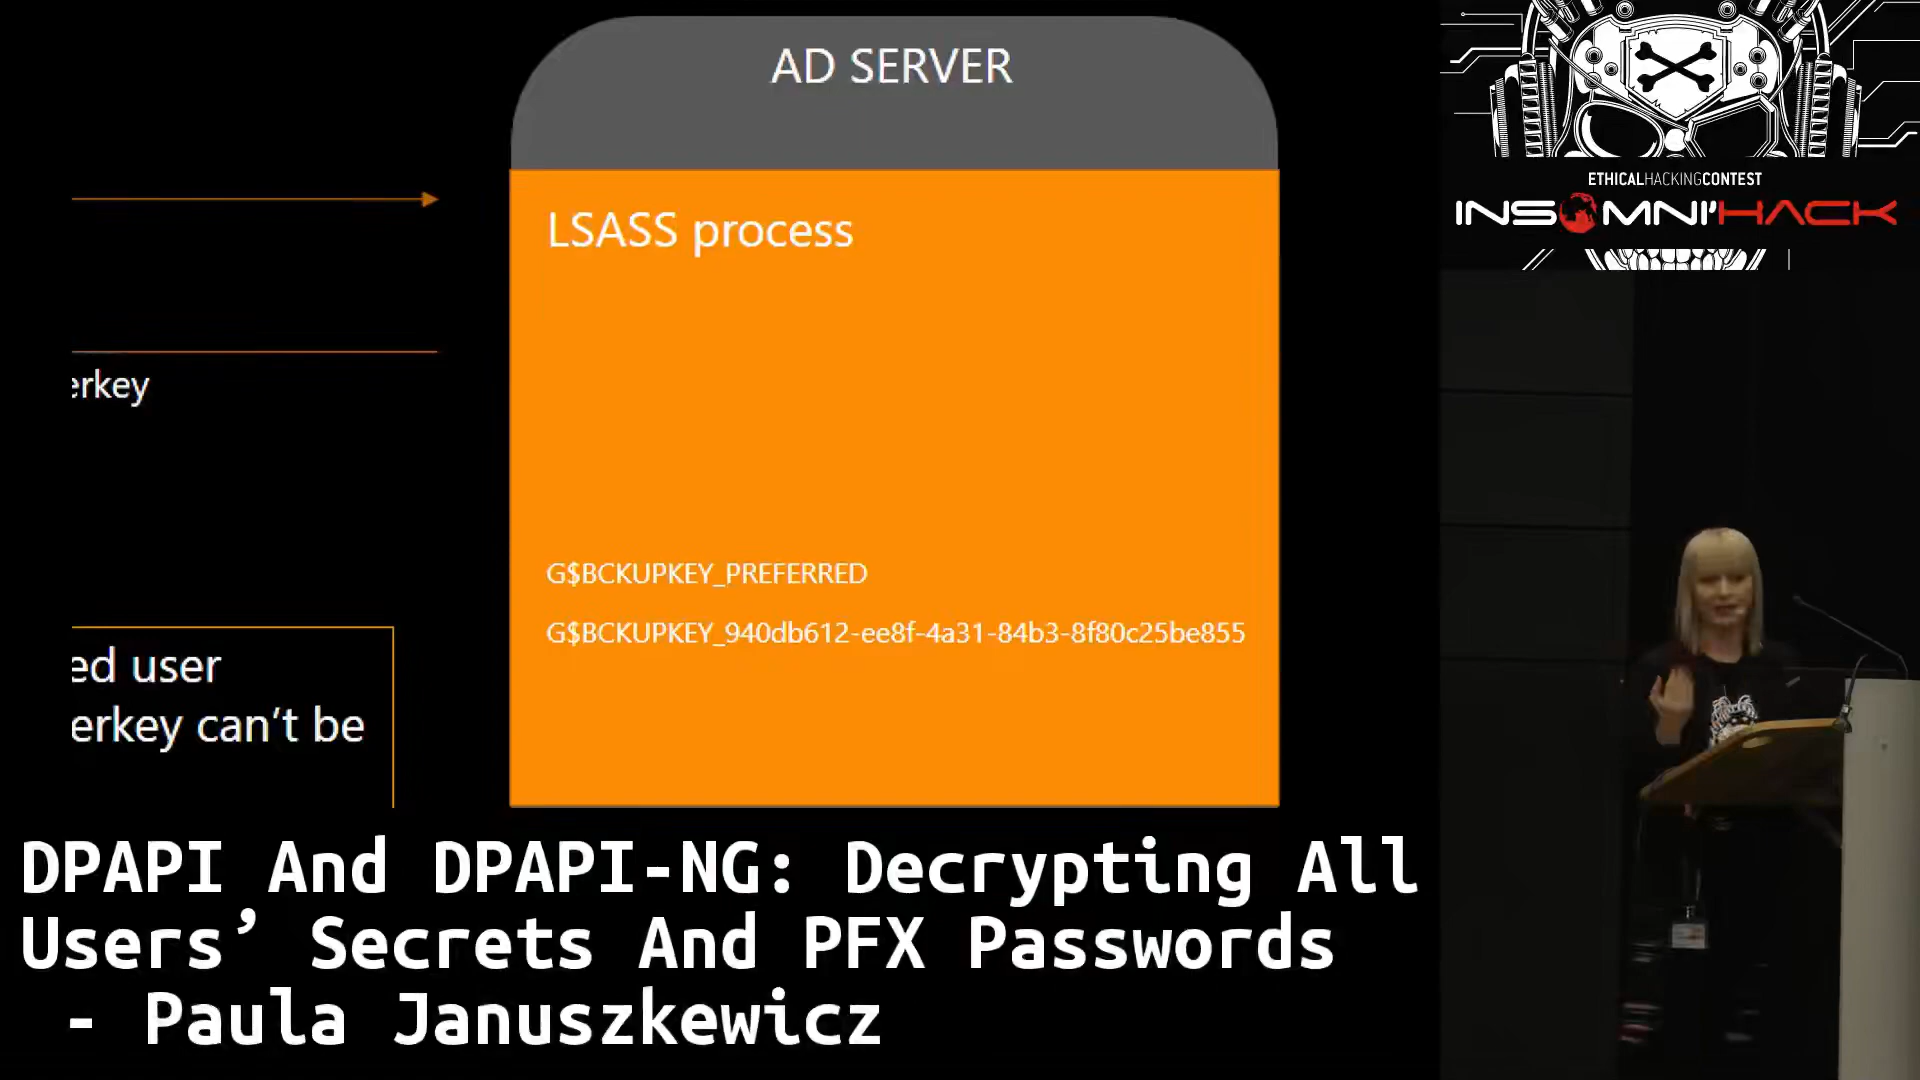 AD SERVER
LSASS process
erkey
G$BCKUPKEY_PREFERRED
G$BCKUPKEY_940db612-ee8f-4a31-84b3-8f80c25be855
ed user
erkey can’t be
ETHICALHACKINGCONTEST
INSOMNI'HACK
DPAPI And DPAPI-NG: Decrypting All
Users’ Secrets And PFX Passwords
- Paula Januszkewicz